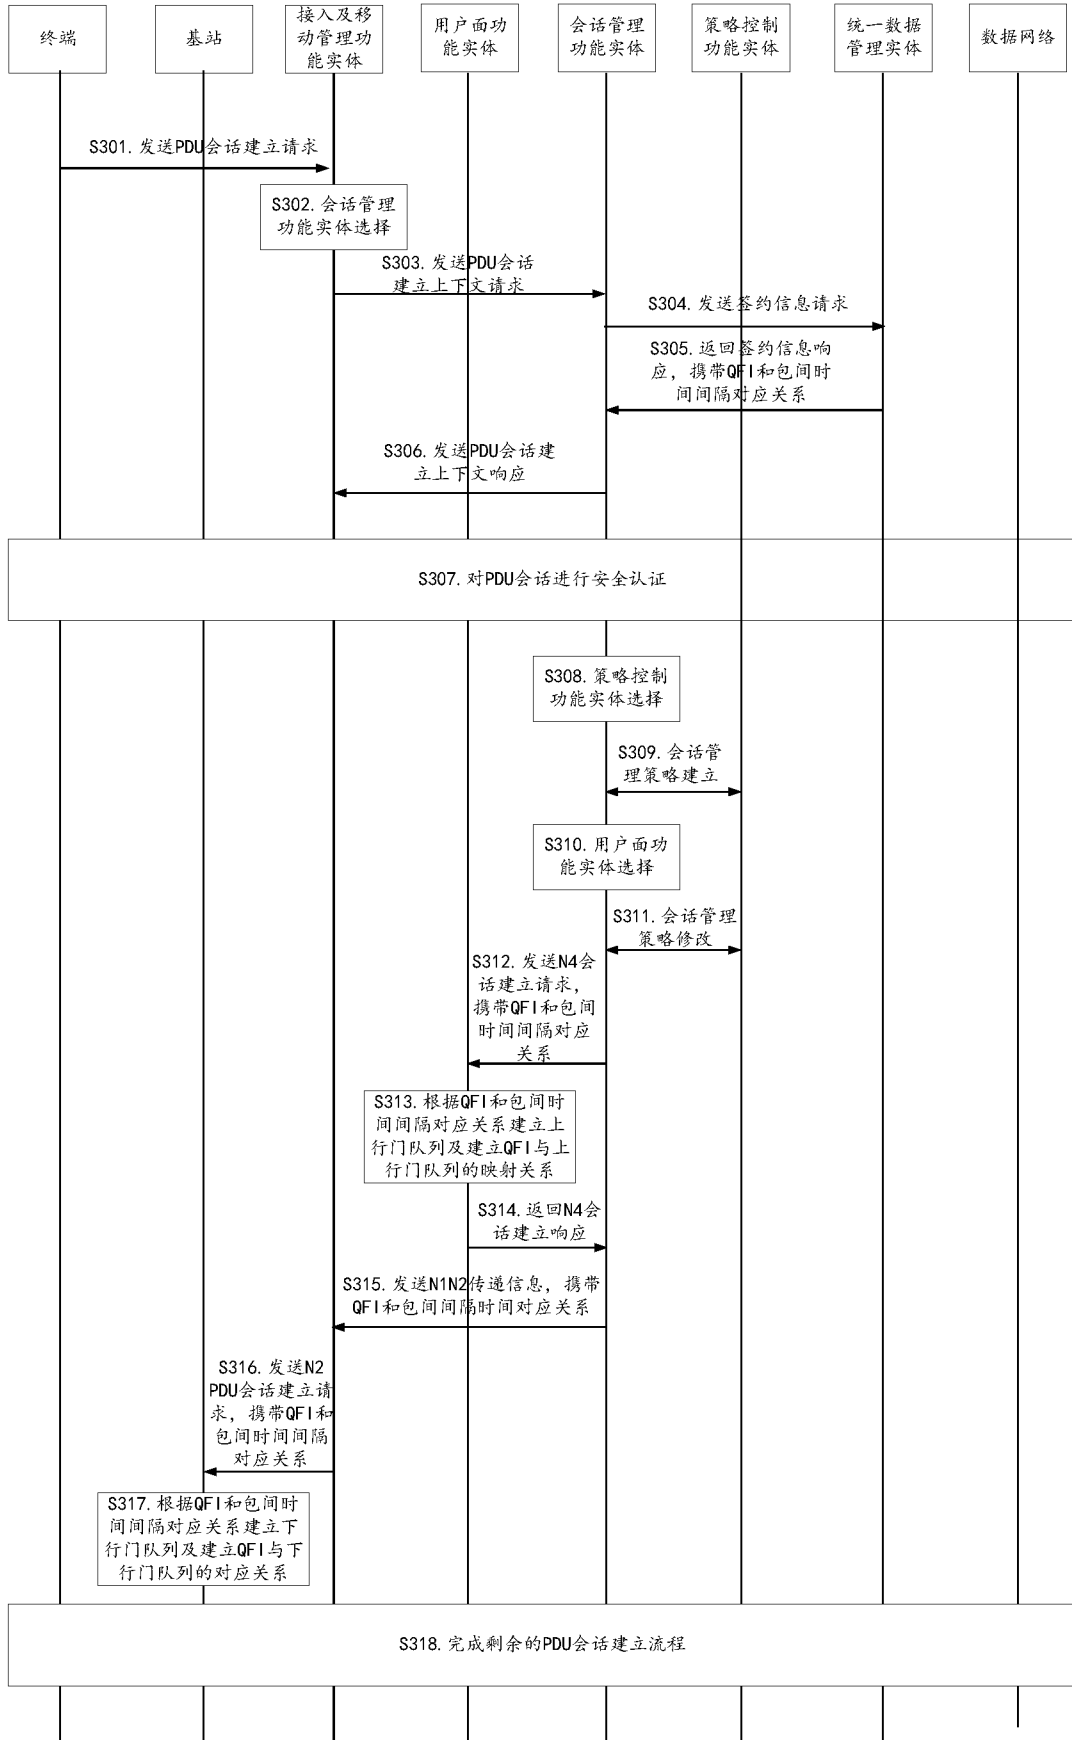 终端
基站
接入及移
动管理功
能实体
用户面功
能实体
会话管理
功能实体
策略控制
功能实体
统一数据
管理实体
数据网络
S301.发送PDU会话建立请求
S302.会话管理
功能实体选择
S303.发送PDU会话
建立上下文请求
S304.发送签约信息请求
S305.返回签约信息响
应，携带QFI和包间时
间间隔对应关系
S306.发送PDU会话建
立上下文响应
S307.对PDU会话进行安全认证
S308.策略控制
功能实体选择
S309.会话管
理策略建立
S310.用户面功
能实体选择
S311.会话管理
策略修改
S312.发送N4会
话建立请求，
携带QFI和包间
时间间隔对应
关系
S313.根据QFI和包间时
间间隔对应关系建立上
行门队列及建立QFI与上
行门队列的映射关系
S314.返回N4会
话建立响应
S315.发送N1N2传递信息，携带
QFI和包间间隔时间对应关系
S316.发送N2
PDU会话建立请
求，携带QFI和
包间时间间隔
对应关系
S317.根据QFI和包间时
间间隔对应关系建立下
行门队列及建立QFI与下
行门队列的对应关系
S318.完成剩余的PDU会话建立流程